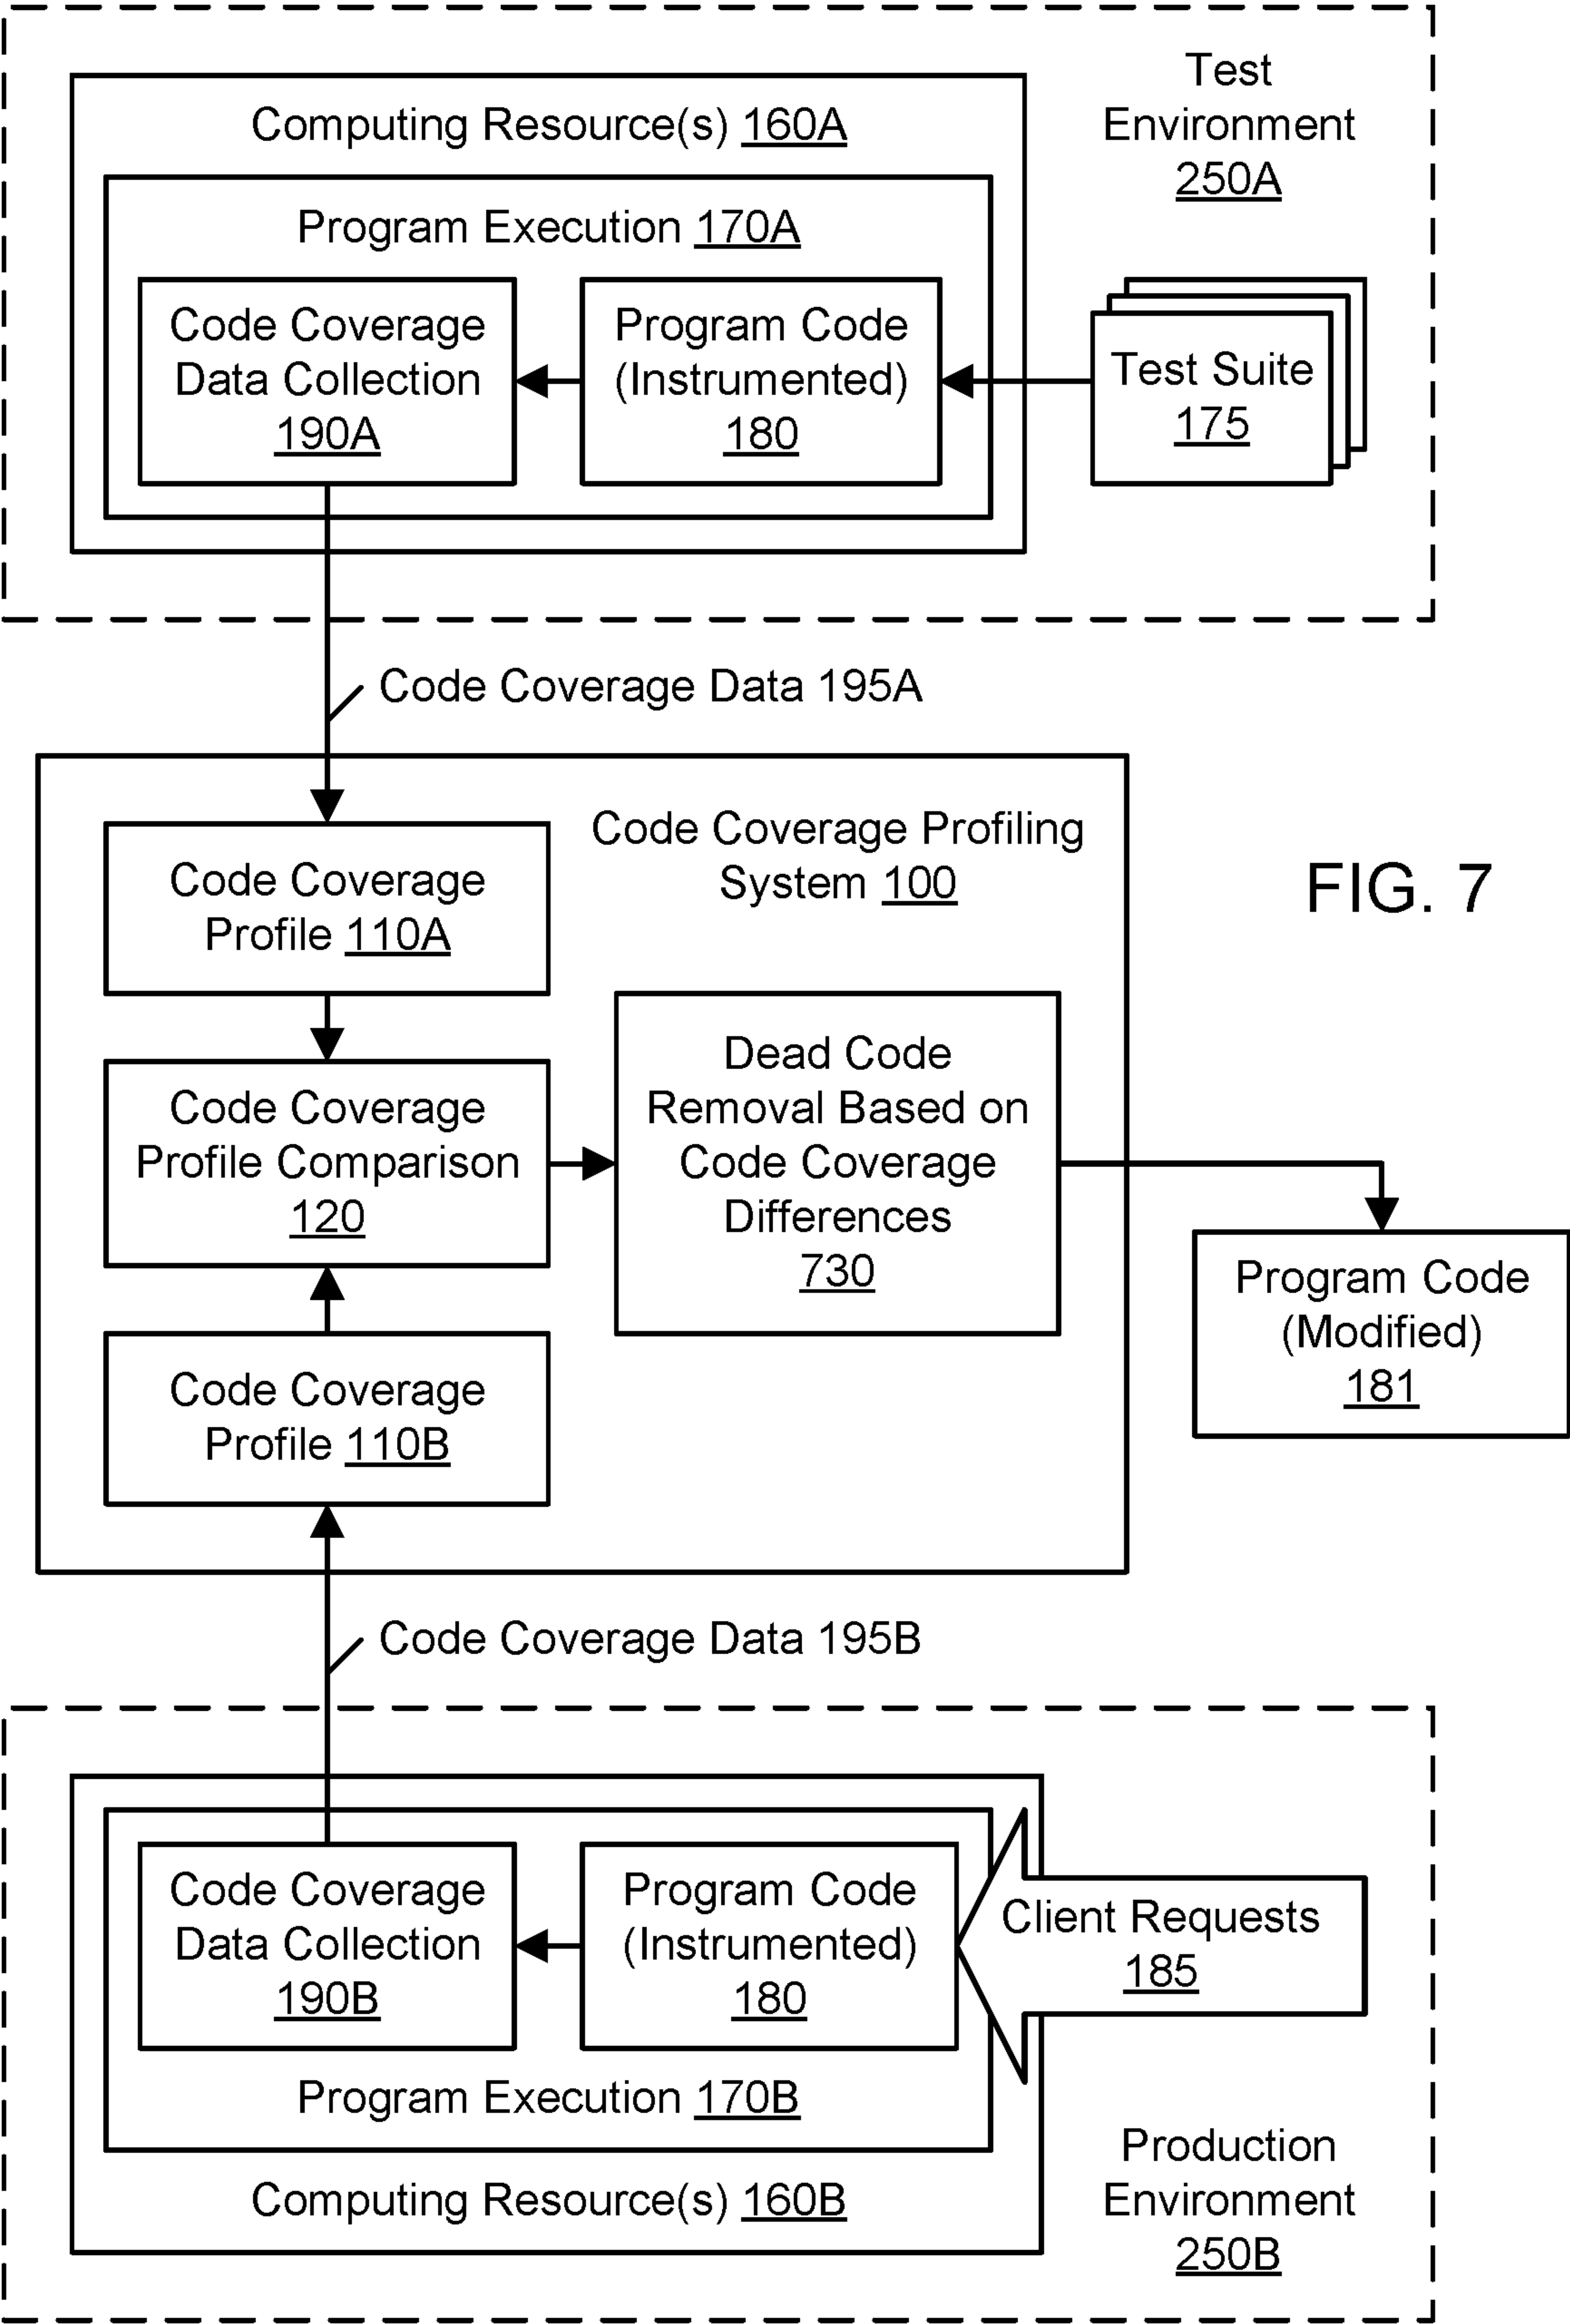 Test
Environment
250A
Computing Resource(s) 160A
Program Execution 170A
Code Coverage
Data Collection
190A
Program Code
(Instrumented)
180
Test Suite
175
Code Coverage Data 195A
Code Coverage Profiling
System 100
FIG. 7
Code Coverage
Profile 110A
Code Coverage
Profile Comparison
120
Dead Code
Removal Based on
Code Coverage
Differences
730
Program Code
(Modified)
181
Code Coverage
Profile 110B
Code Coverage Data 195B
Code Coverage
Data Collection
190B
Program Code
(Instrumented)
180
Client Requests
185
Program Execution 170B
Computing Resource(s) 160B
Production
Environment
250B